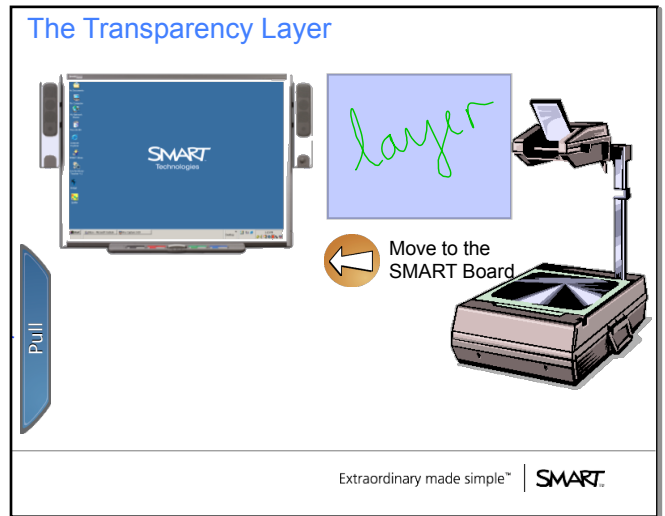 The Transparency Layer
SMART
Technologies
layer
Move to the
SMART Board
Pull
Extraordinary made simple™
SMART